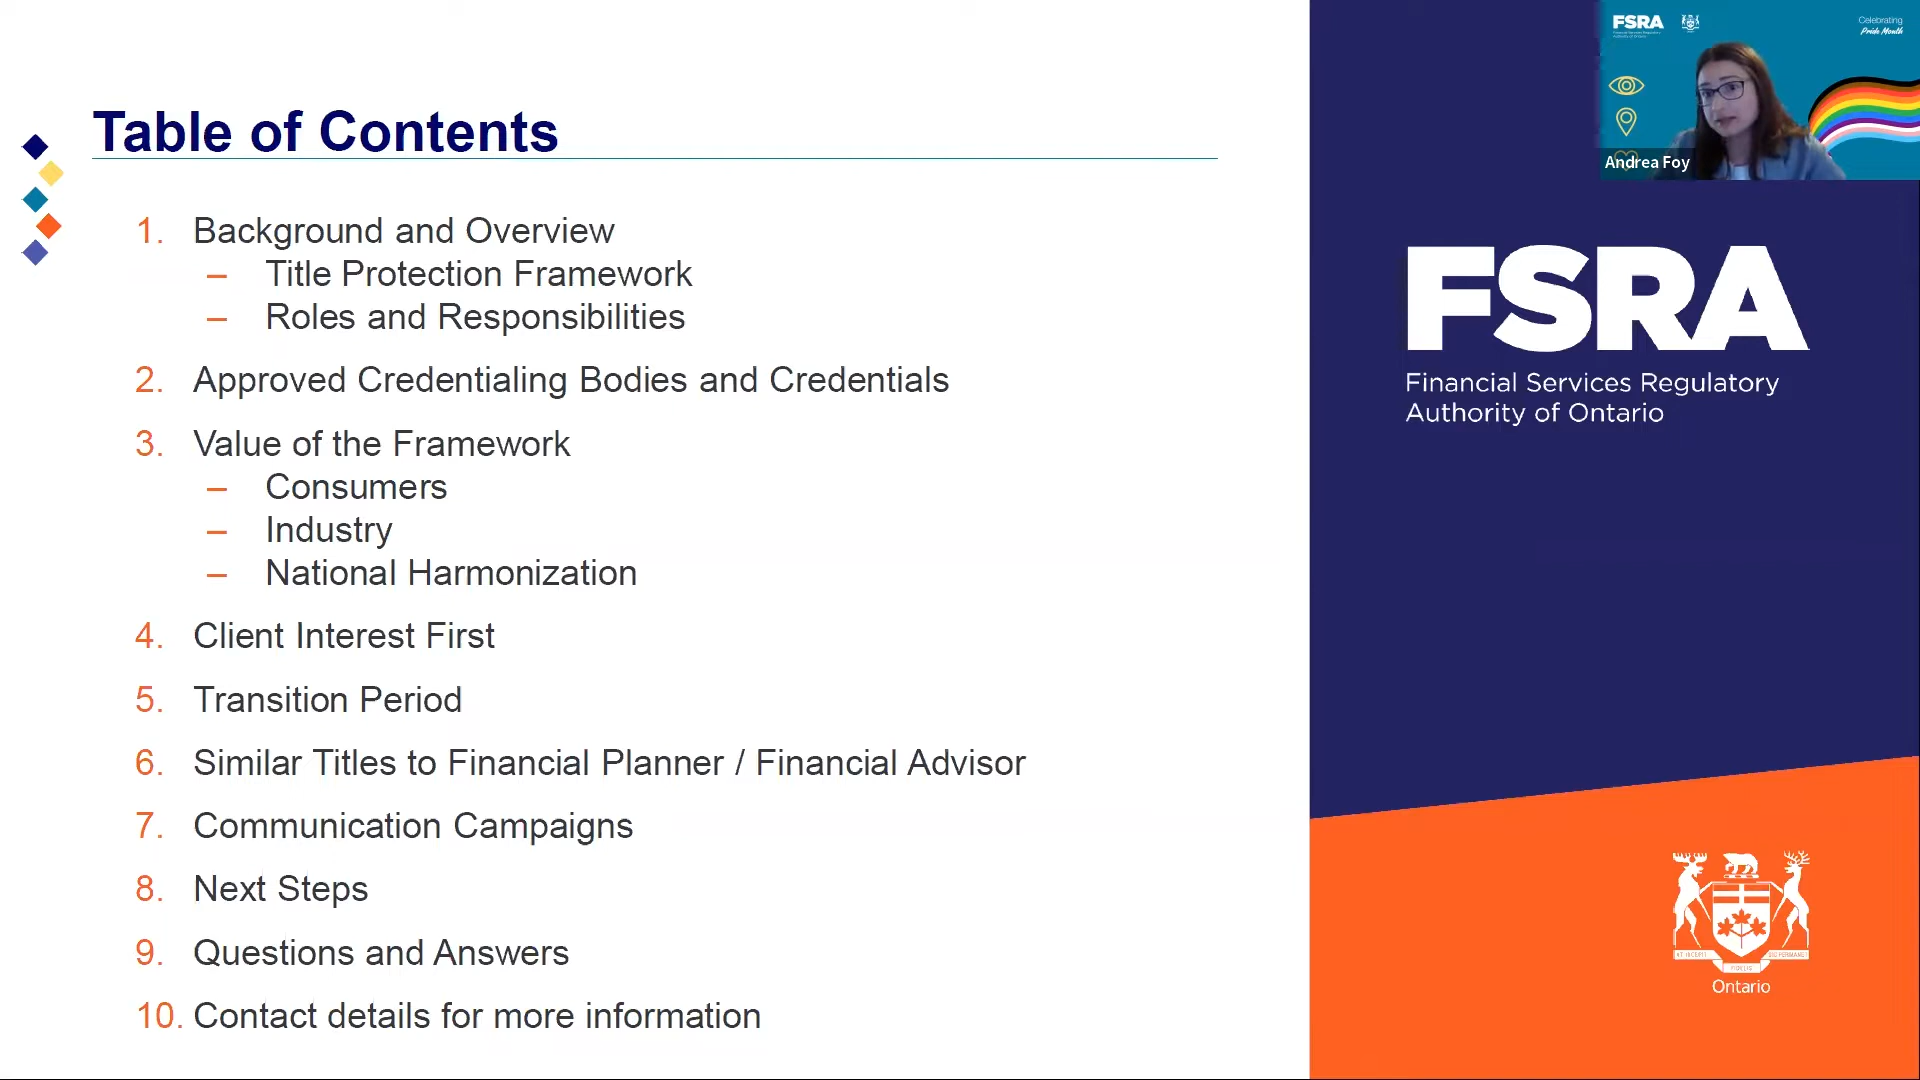 Table of Contents
1. Background and Overview
– Title Protection Framework
– Roles and Responsibilities
2. Approved Credentialing Bodies and Credentials
3. Value of the Framework
– Consumers
– Industry
– National Harmonization
4. Client Interest First
5. Transition Period
6. Similar Titles to Financial Planner / Financial Advisor
7. Communication Campaigns
8. Next Steps
9. Questions and Answers
10. Contact details for more information
FSRA
Celebrating
Pride Month
Andrea Foy
FSRA
Financial Services Regulatory
Authority of Ontario
Ontario